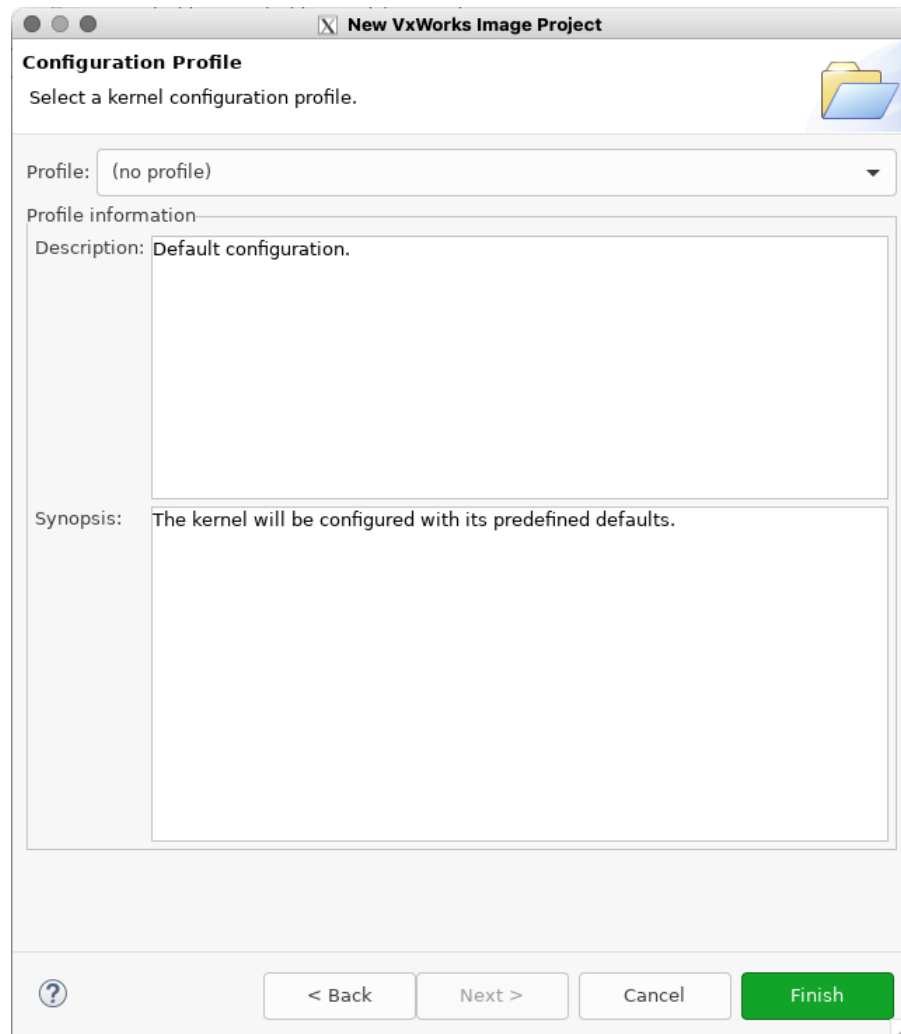 New VxWorks Image Project
Configuration Profile
Select a kernel configuration profile.
Profile: (no profile)
Profile information
Description: Default configuration.
Synopsis: The kernel will be configured with its predefined defaults.
? < Back Next > Cancel Finish